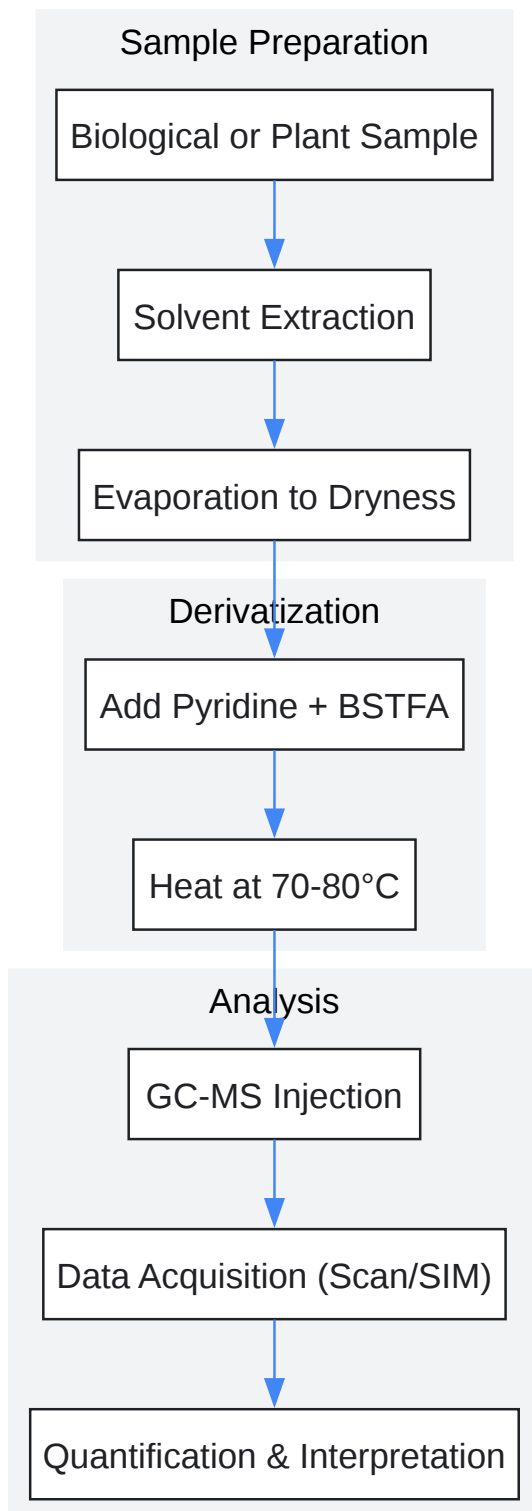 Sample Preparation
Biological or Plant Sample
Solvent Extraction
Evaporation to Dryness
Derivatization
Add Pyridine + BSTFA
Heat at 70-80°C
Analysis
GC-MS Injection
Data Acquisition (Scan/SIM)
Quantification & Interpretation